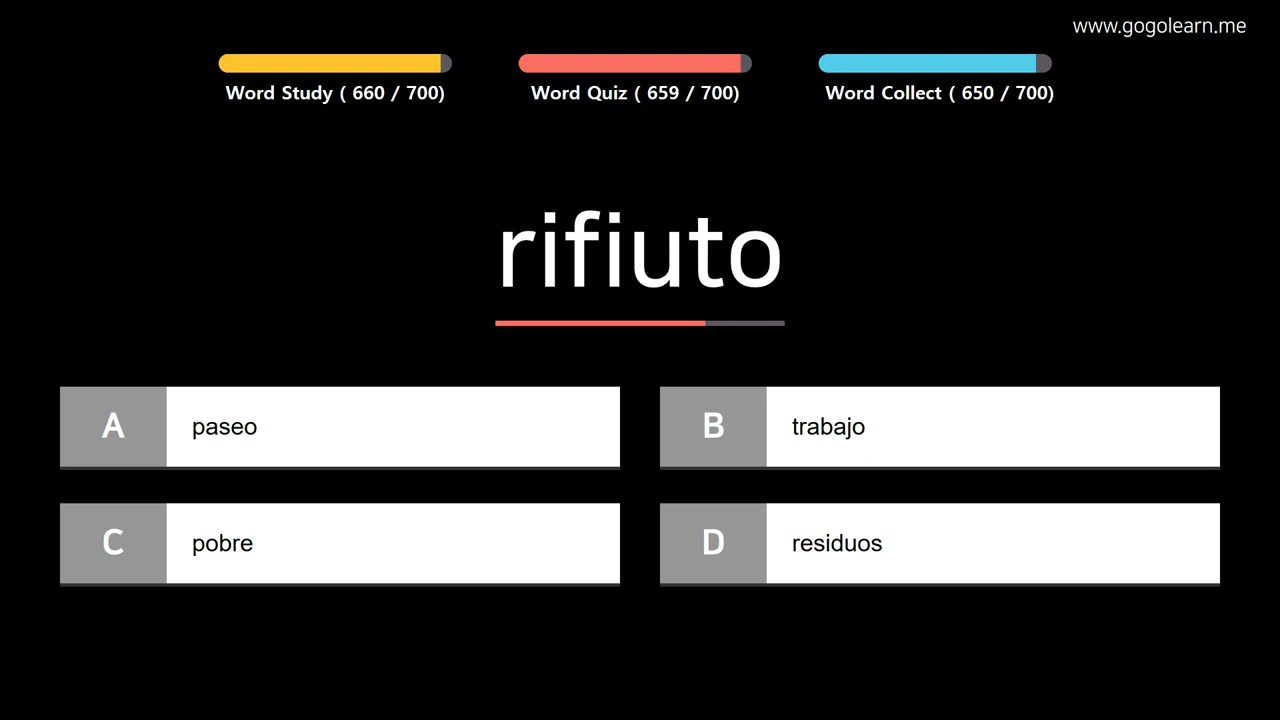 www.gogolearn.me
Word Study ( 660 / 700)
Word Quiz ( 659 / 700)
Word Collect ( 650 / 700)
rifiuto
A paseo
B trabajo
C pobre
D residuos